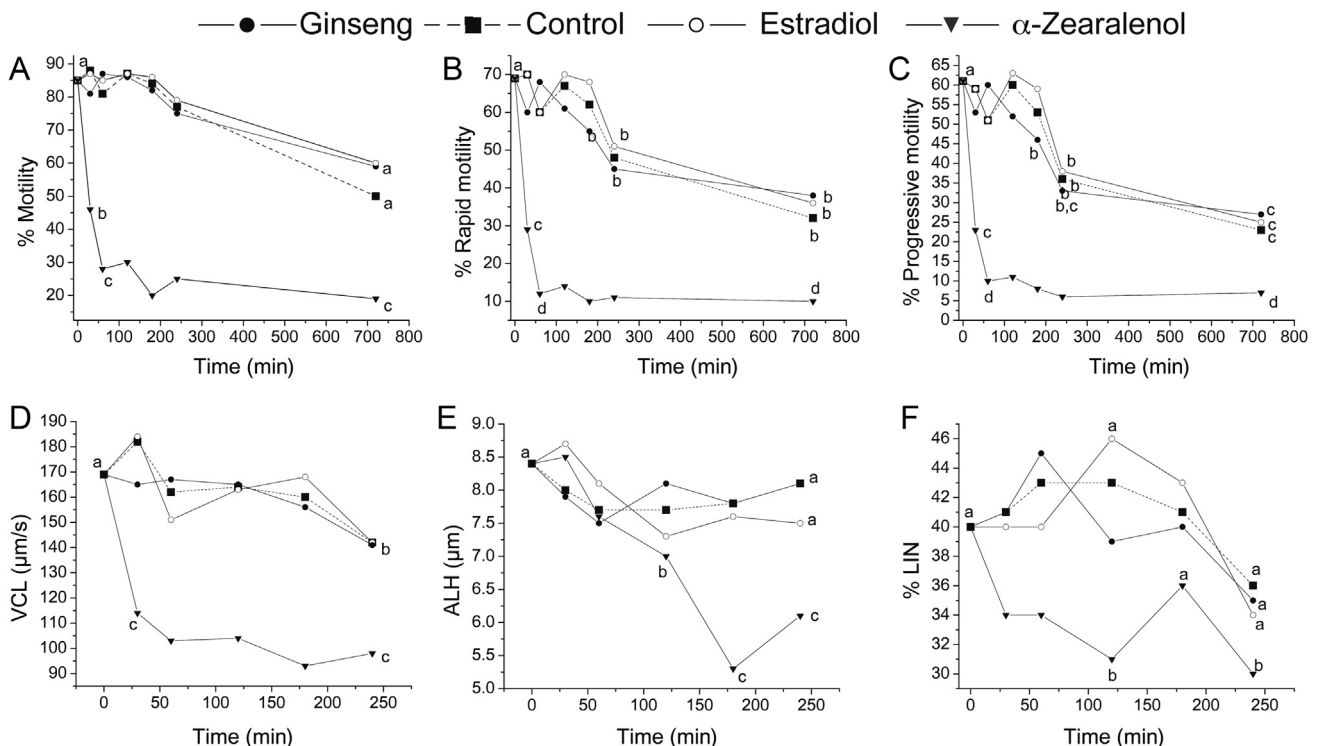 Ginseng Control Estradiol α-Zearalenol
A
a
b
c
a
a
c
90
80
70
60
50
40
30
20
% Motility
0 100 200 300 400 500 600 700 800
Time (min)
B
a
b
b
b
c
d
b
b
b
d
70
60
50
40
30
20
10
% Rapid motility
0 100 200 300 400 500 600 700 800
Time (min)
C
a
b
b
b
b
b,c
c
d
c
c
c
d
65
60
55
50
45
40
35
30
25
20
15
10
5
0
% Progressive motility
0 100 200 300 400 500 600 700 800
Time (min)
D
a
b
c
c
190
180
170
160
150
140
130
120
110
100
90
VCL (µm/s)
0 50 100 150 200 250
Time (min)
E
a
a
a
b
c
c
9.0
8.5
8.0
7.5
7.0
6.5
6.0
5.5
5.0
ALH (µm)
0 50 100 150 200 250
Time (min)
F
a
a
a
a
a
a
b
b
46
44
42
40
38
36
34
32
30
% LIN
0 50 100 150 200 250
Time (min)